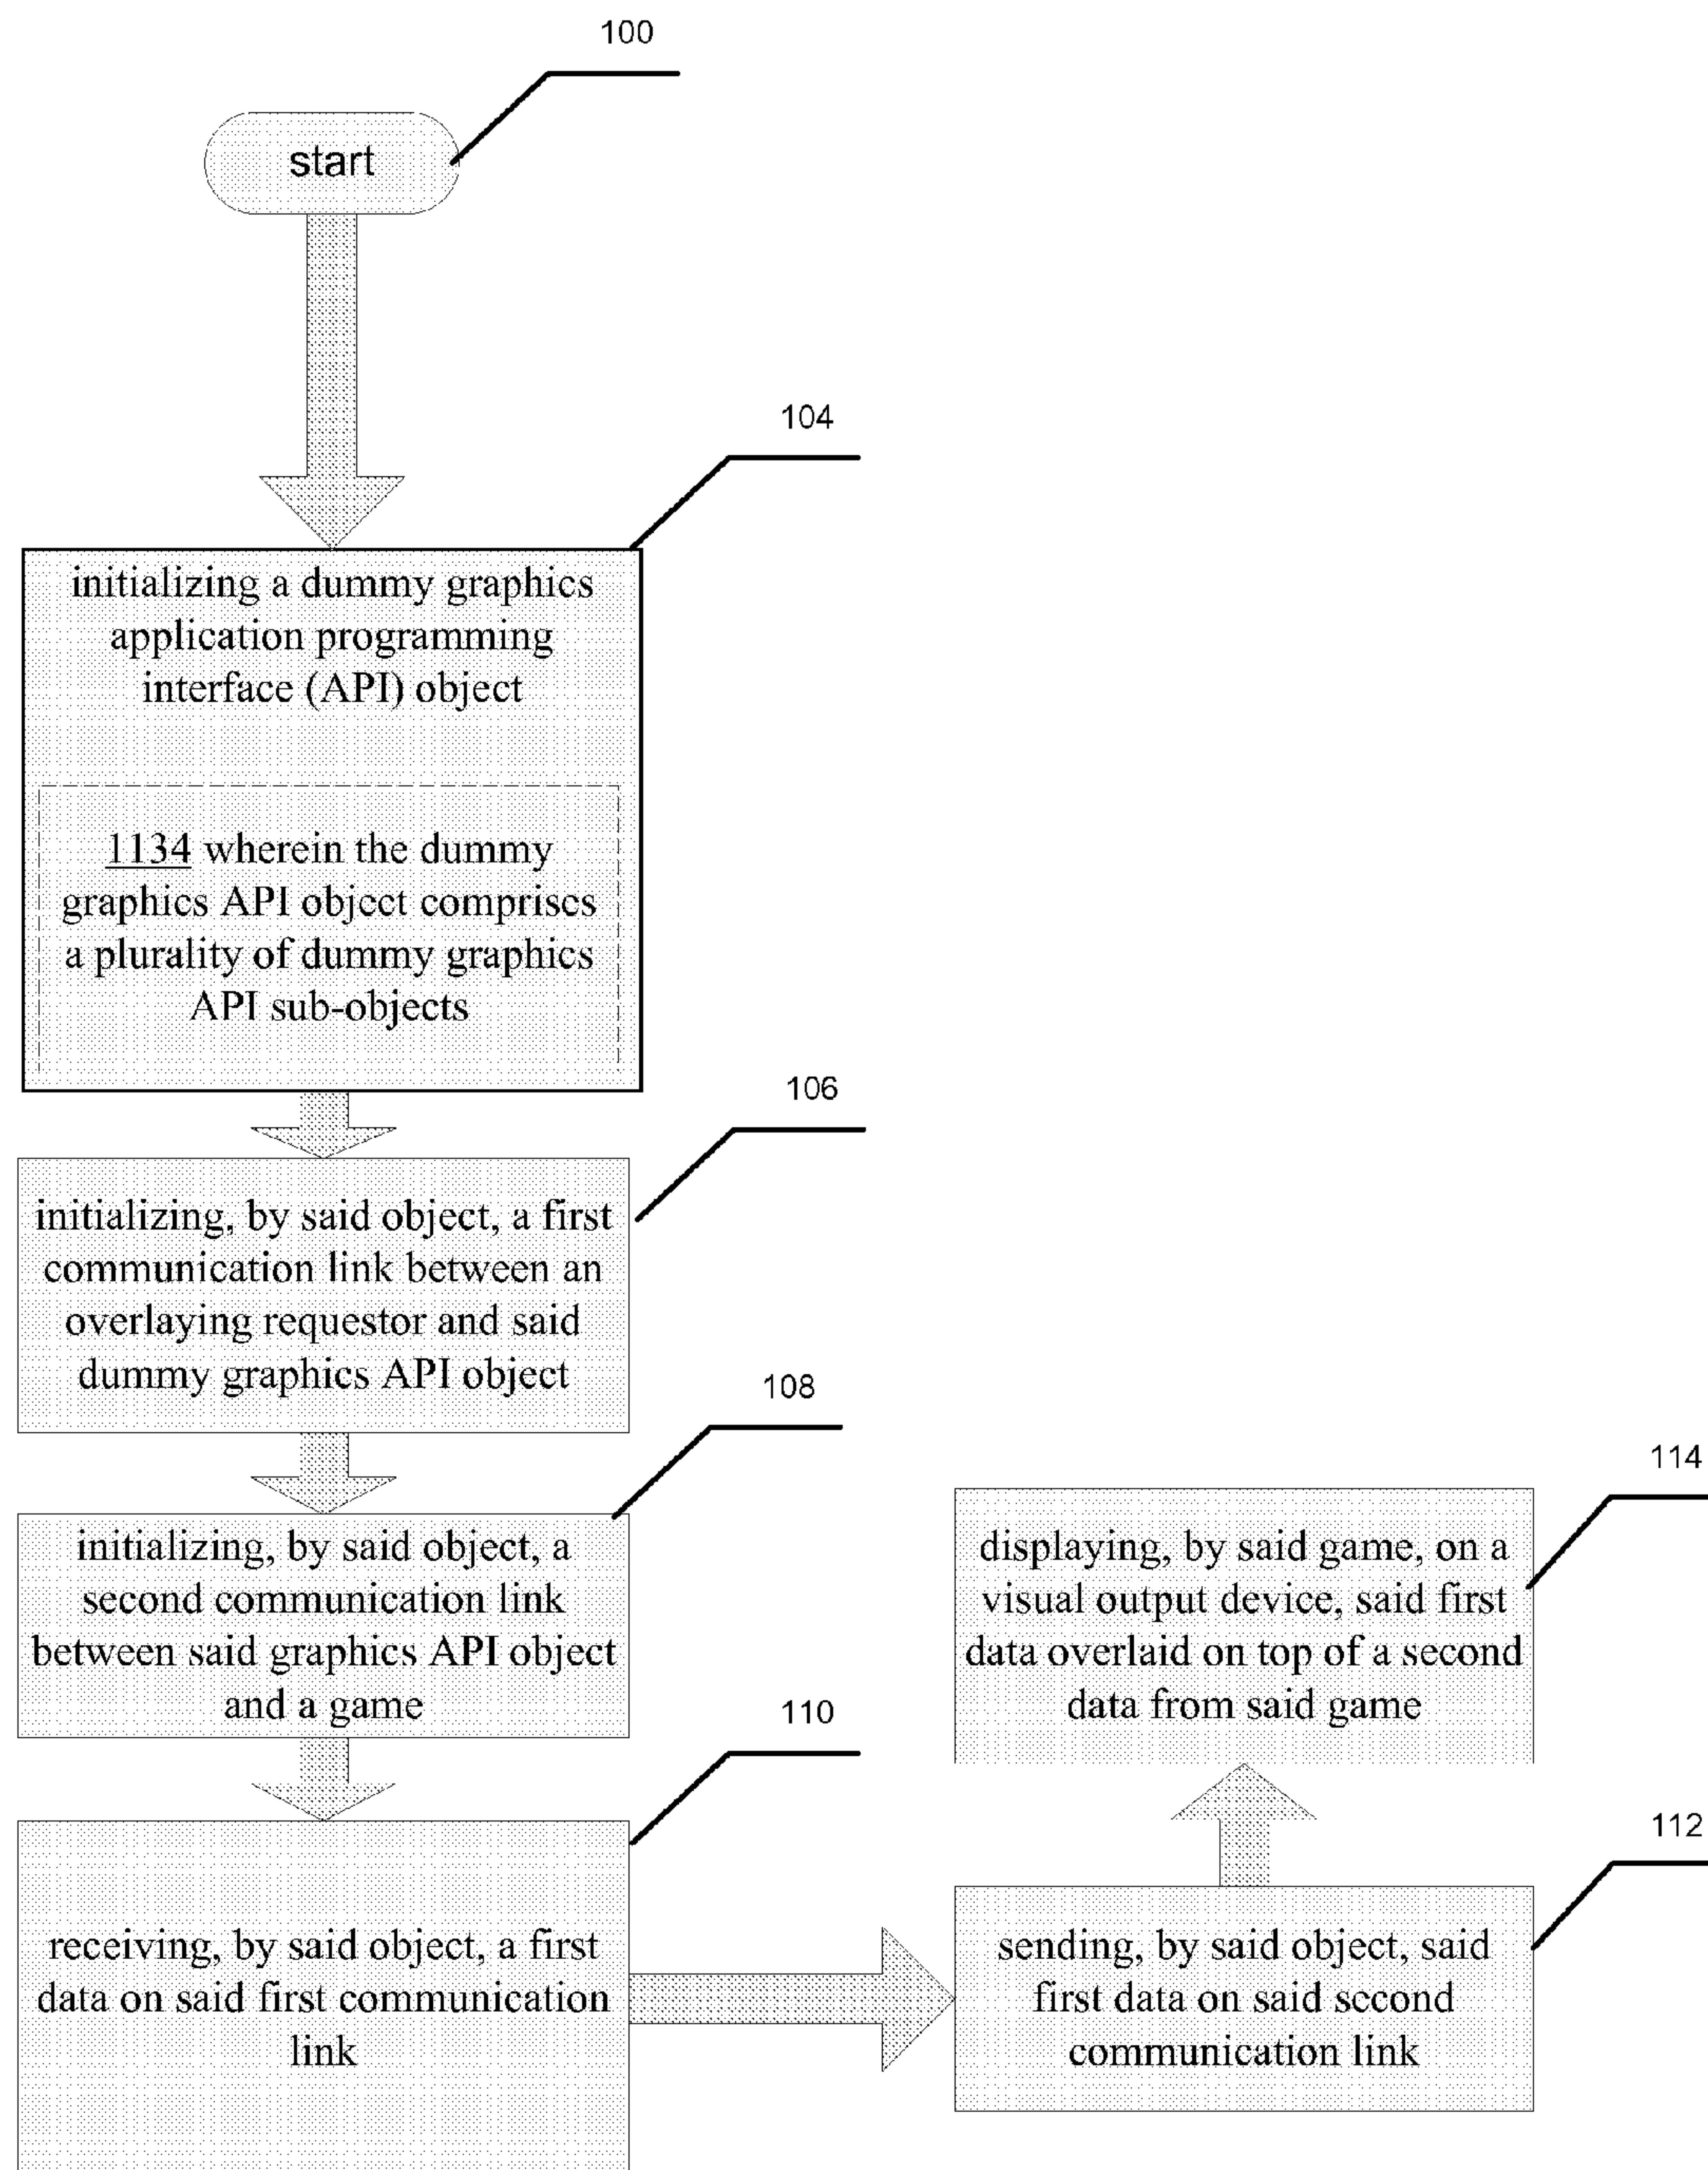 100
start
104
initializing a dummy graphics
application programming
interface (API) object
1134 wherein the dummy
graphics API object comprises
a plurality of dummy graphics
API sub-objects
106
initializing, by said object, a first
communication link between an
overlaying requestor and said
dummy graphics API object
108
initializing, by said object, a
second communication link
between said graphics API object
and a game
110
receiving, by said object, a first
data on said first communication
link
112
sending, by said object, said
first data on said second
communication link
114
displaying, by said game, on a
visual output device, said first
data overlaid on top of a second
data from said game